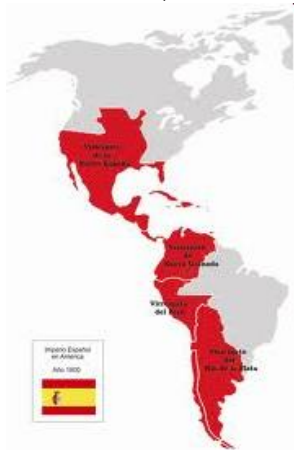 Virreinato
de la
Nueva España
Virreinato
de
Nueva Granada
Virreinato
del Perú
Virreinato
del
Río de la Plata
Imperio Español
en America
Año 1800